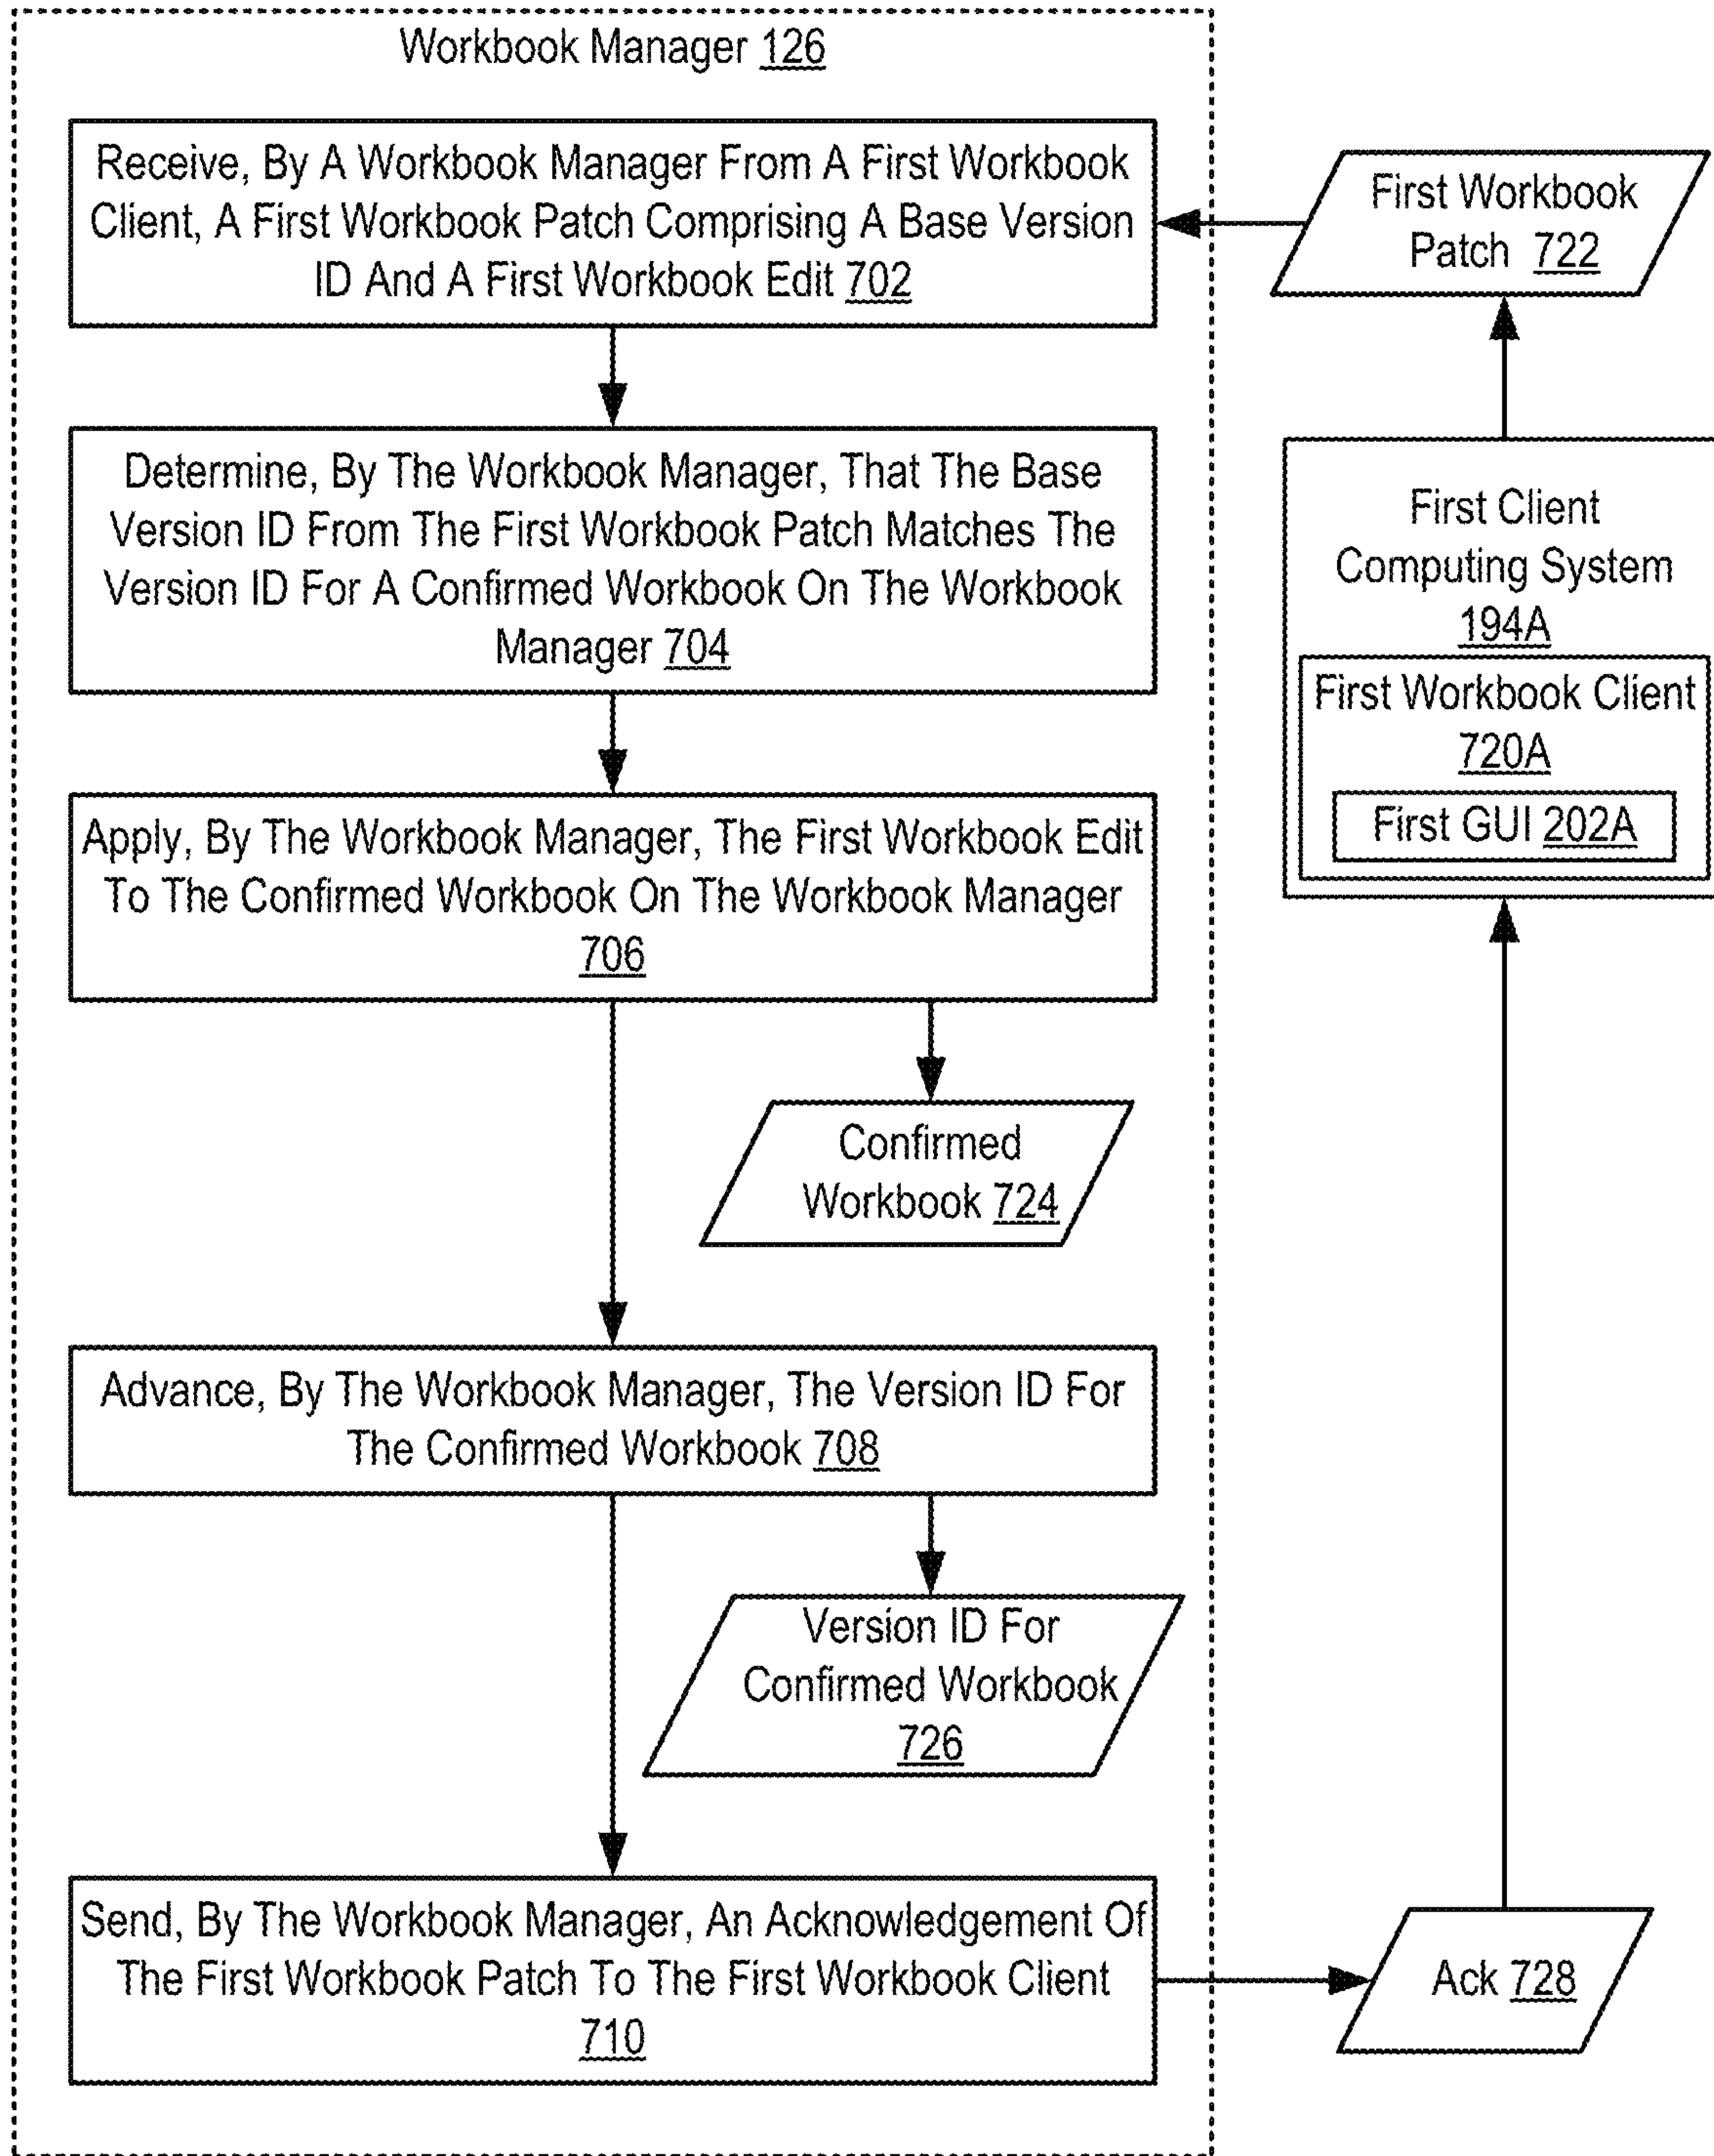 Workbook Manager 126
Receive, By A Workbook Manager From A First Workbook
Client, A First Workbook Patch Comprising A Base Version
ID And A First Workbook Edit 702
First Workbook
Patch 722
Determine, By The Workbook Manager, That The Base
Version ID From The First Workbook Patch Matches The
Version ID For A Confirmed Workbook On The Workbook
Manager 704
First Client
Computing System
194A
First Workbook Client
720A
First GUI 202A
Apply, By The Workbook Manager, The First Workbook Edit
To The Confirmed Workbook On The Workbook Manager
706
Confirmed
Workbook 724
Advance, By The Workbook Manager, The Version ID For
The Confirmed Workbook 708
Version ID For
Confirmed Workbook
726
Send, By The Workbook Manager, An Acknowledgement Of
The First Workbook Patch To The First Workbook Client
710
Ack 728